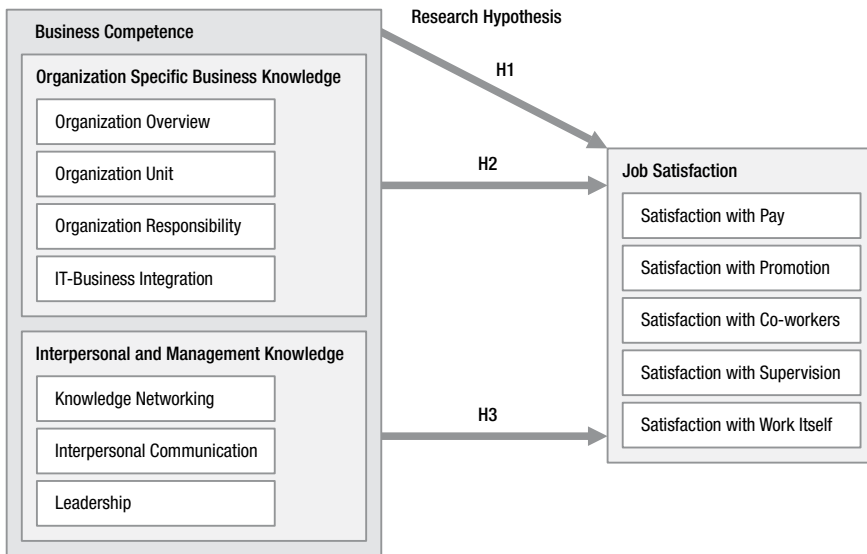 Research Hypothesis
Business Competence
Organization Specific Business Knowledge
Organization Overview
Organization Unit
Organization Responsibility
IT-Business Integration
Interpersonal and Management Knowledge
Knowledge Networking
Interpersonal Communication
Leadership
H1
H2
H3
Job Satisfaction
Satisfaction with Pay
Satisfaction with Promotion
Satisfaction with Co-workers
Satisfaction with Supervision
Satisfaction with Work Itself